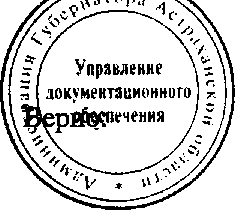 Администрация Губернатора Астраханской области *
Управление
документационного
обеспечения
Верно: